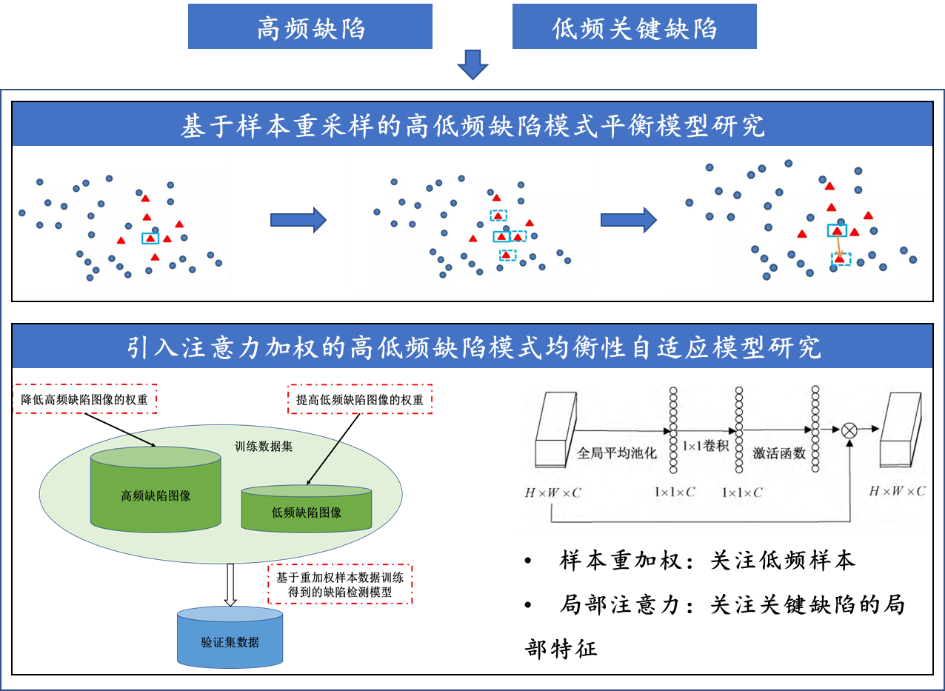 高频缺陷
低频关键缺陷
基于样本重采样的高低频缺陷模式平衡模型研究
引入注意力加权的高低频缺陷模式均衡性自适应模型研究
降低高频缺陷图像的权重
提高低频缺陷图像的权重
训练数据集
高频缺陷图像
低频缺陷图像
基于重加权样本数据训练
得到的缺陷检测模型
验证集数据
全局平均池化
1×1卷积
激活函数
H×W×C
1×1×C
1×1×C
H×W×C
• 样本重加权：关注低频样本
• 局部注意力：关注关键缺陷的局
部特征